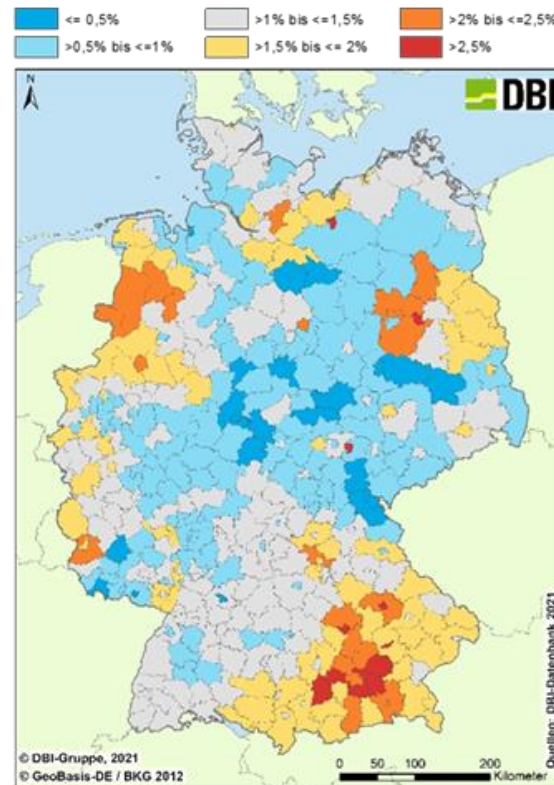 <= 0,5%
>1% bis <=1,5%
>2% bis <=2,5%
>0,5% bis <=1%
>1,5% bis <= 2%
>2,5%
N
DBI
Quellen: DBI-Datenbank 2021
© DBI-Gruppe, 2021
© GeoBasis-DE / BKG 2012
0 50 100 200
Kilometer